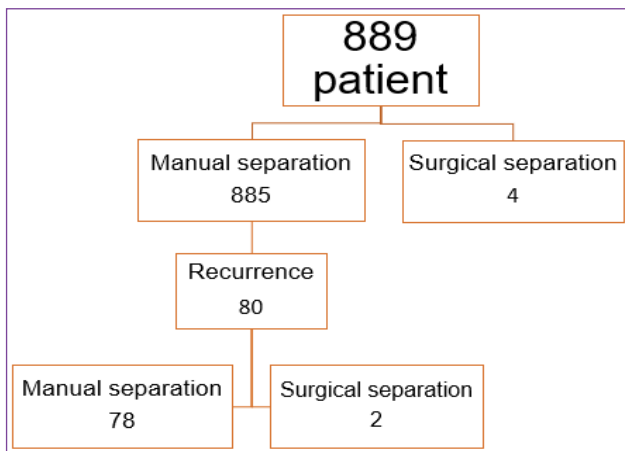 889
patient
Manual separation
885
Surgical separation
4
Recurrence
80
Manual separation
78
Surgical separation
2